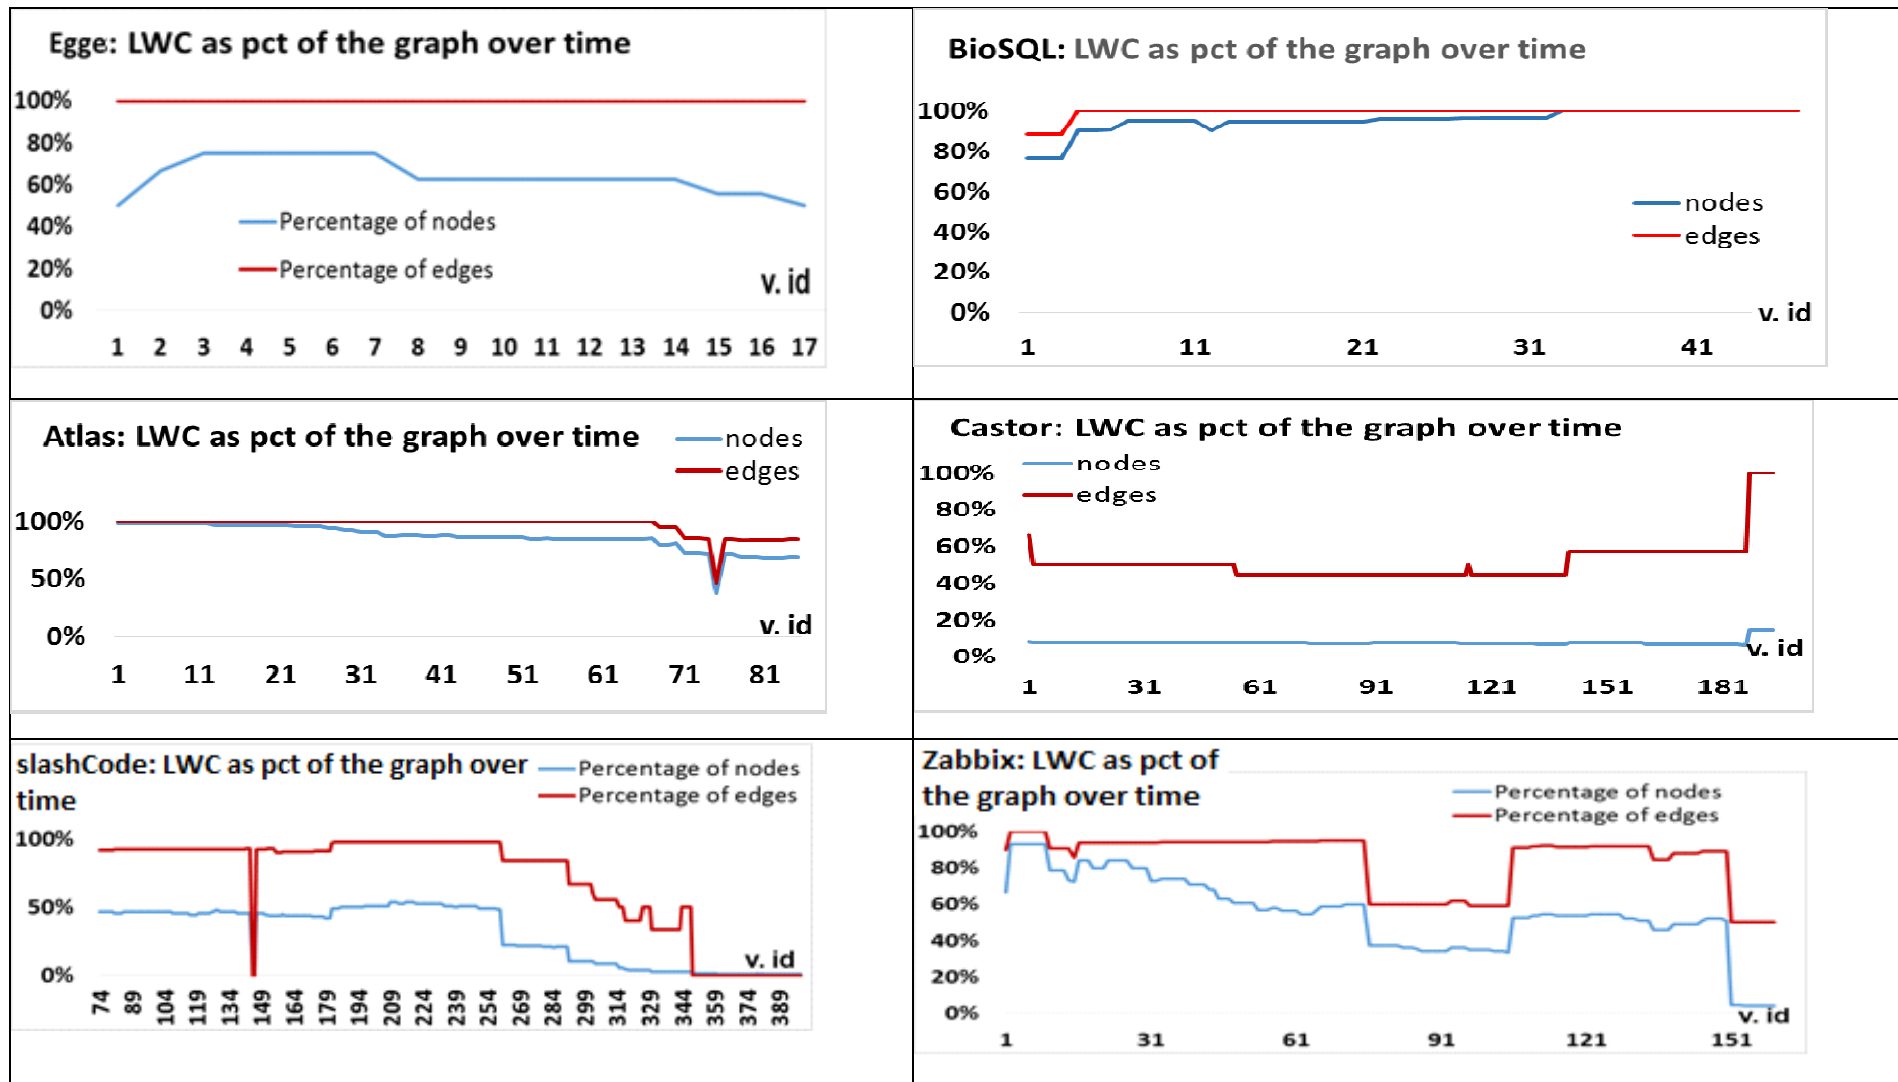 Egge: LWC as pct of the graph over time
100%
80%
60%
40%
20%
0%
Percentage of nodes
Percentage of edges
v. id
1 2 3 4 5 6 7 8 9 10 11 12 13 14 15 16 17
BioSQL: LWC as pct of the graph over time
100%
80%
60%
40%
20%
0%
nodes
edges
v. id
1 11 21 31 41
Atlas: LWC as pct of the graph over time
nodes
edges
100%
50%
0%
v. id
1 11 21 31 41 51 61 71 81
Castor: LWC as pct of the graph over time
nodes
edges
100%
80%
60%
40%
20%
0%
v. id
1 31 61 91 121 151 181
slashCode: LWC as pct of the graph over
time
Percentage of nodes
Percentage of edges
100%
50%
0%
v. id
74 89 104 119 134 149 164 179 194 209 224 239 254 269 284 299 314 329 344 359 374 389
Zabbix: LWC as pct of
the graph over time
Percentage of nodes
Percentage of edges
100%
80%
60%
40%
20%
0%
v. id
1 31 61 91 121 151